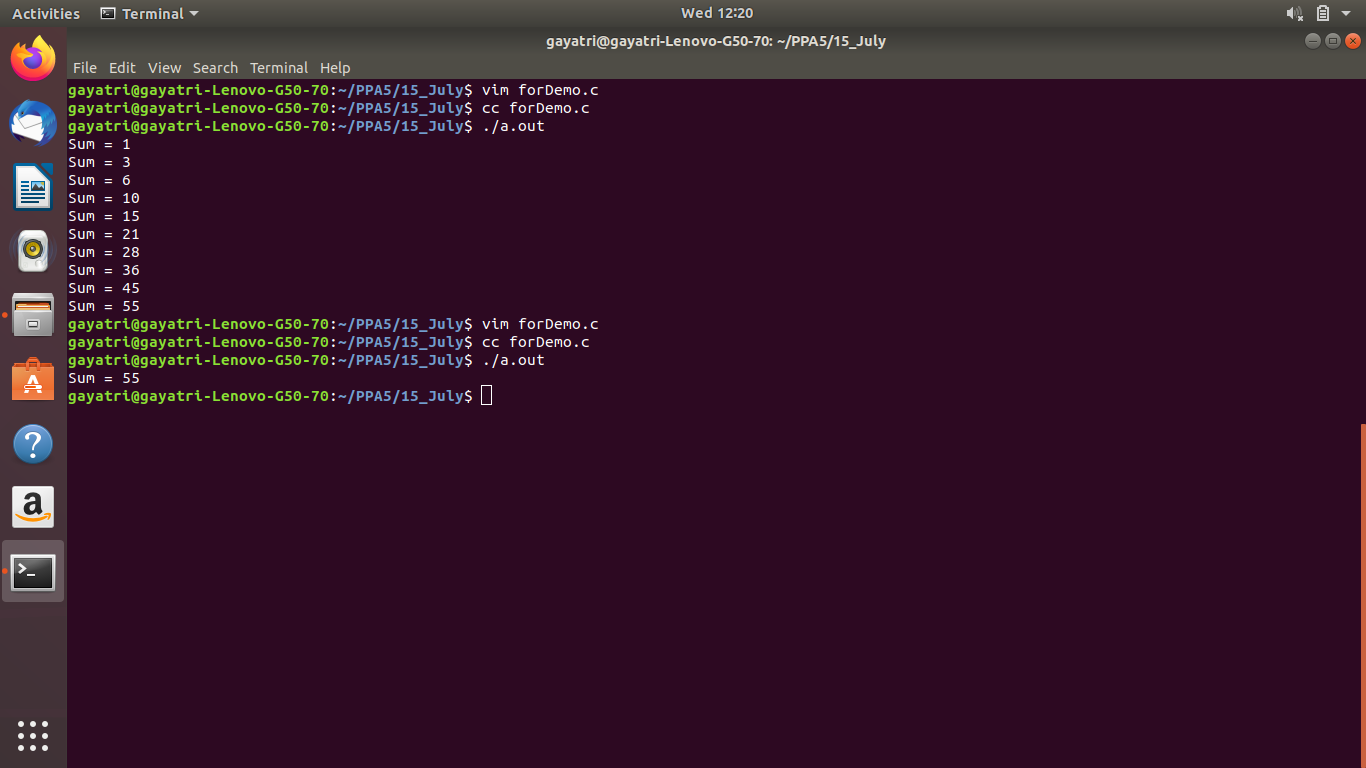 Activities Terminal Wed 12:20
gayatri@gayatri-Lenovo-G50-70: ~/PPA5/15_July
File Edit View Search Terminal Help
gayatri@gayatri-Lenovo-G50-70:~/PPA5/15_July$ vim forDemo.c
gayatri@gayatri-Lenovo-G50-70:~/PPA5/15_July$ cc forDemo.c
gayatri@gayatri-Lenovo-G50-70:~/PPA5/15_July$ ./a.out
Sum = 1
Sum = 3
Sum = 6
Sum = 10
Sum = 15
Sum = 21
Sum = 28
Sum = 36
Sum = 45
Sum = 55
gayatri@gayatri-Lenovo-G50-70:~/PPA5/15_July$ vim forDemo.c
gayatri@gayatri-Lenovo-G50-70:~/PPA5/15_July$ cc forDemo.c
gayatri@gayatri-Lenovo-G50-70:~/PPA5/15_July$ ./a.out
Sum = 55
gayatri@gayatri-Lenovo-G50-70:~/PPA5/15_July$